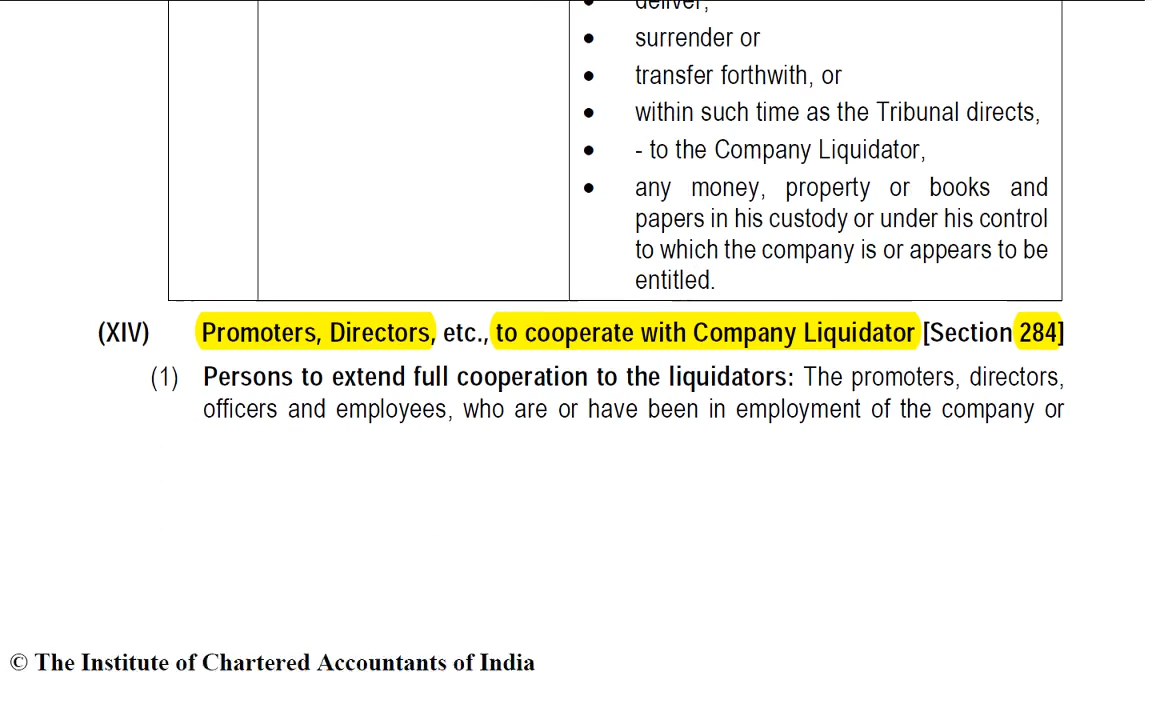 deliver,
• surrender or
• transfer forthwith, or
• within such time as the Tribunal directs,
• - to the Company Liquidator,
• any money, property or books and
papers in his custody or under his control
to which the company is or appears to be
entitled.
(XIV) Promoters, Directors, etc., to cooperate with Company Liquidator [Section 284]
(1) Persons to extend full cooperation to the liquidators: The promoters, directors,
officers and employees, who are or have been in employment of the company or
© The Institute of Chartered Accountants of India